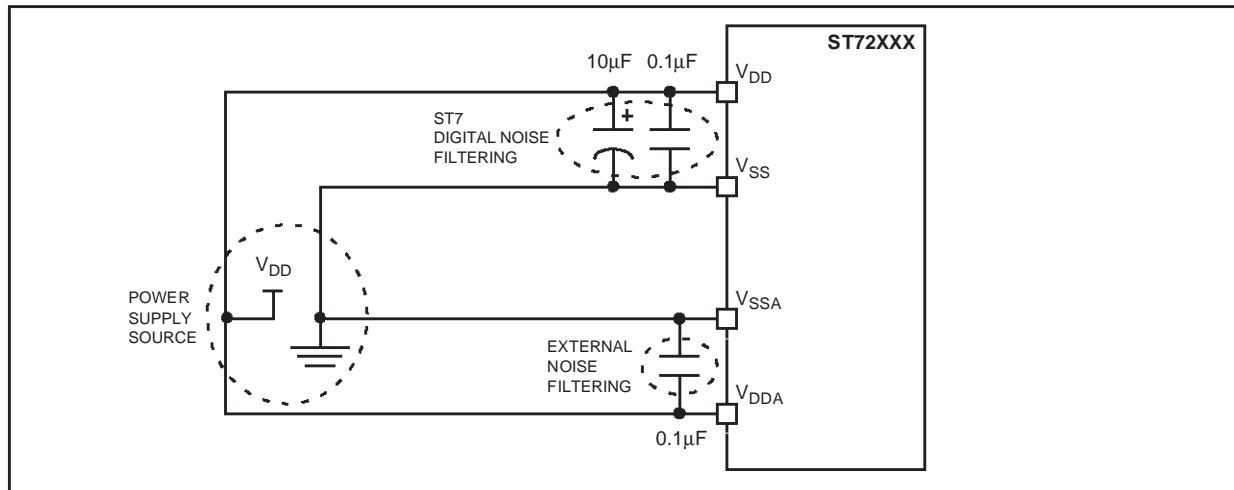 ST72XXX
10μF 0.1μF
VDD
ST7
DIGITAL NOISE
FILTERING
+
VSS
VDD
POWER
SUPPLY
SOURCE
VSSA
EXTERNAL
NOISE
FILTERING
VDDA
0.1μF